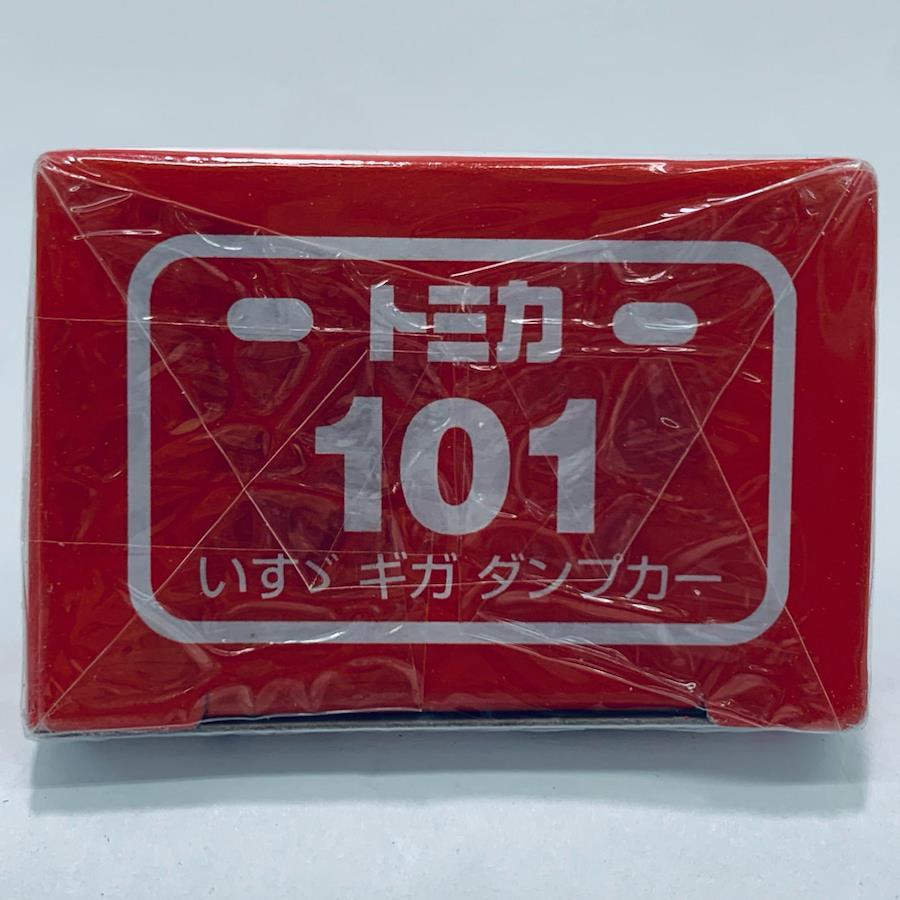 トミカ
101
いすゞ ギガ ダンプカー